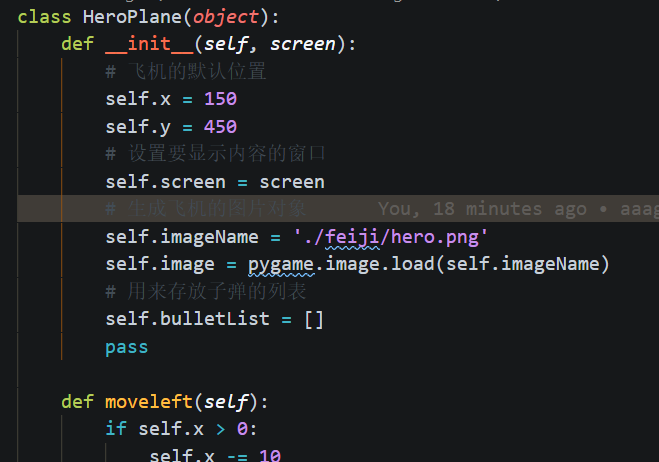 class HeroPlane(object):
    def __init__(self, screen):
        # 飞机的默认位置
        self.x = 150
        self.y = 450
        # 设置要显示内容的窗口
        self.screen = screen
        # 生成飞机的图片对象    You, 18 minutes ago • aaag
        self.imageName = './feiji/hero.png'
        self.image = pygame.image.load(self.imageName)
        # 用来存放子弹的列表
        self.bulletList = []
        pass
    def moveleft(self):
        if self.x > 0:
            self.x -= 10